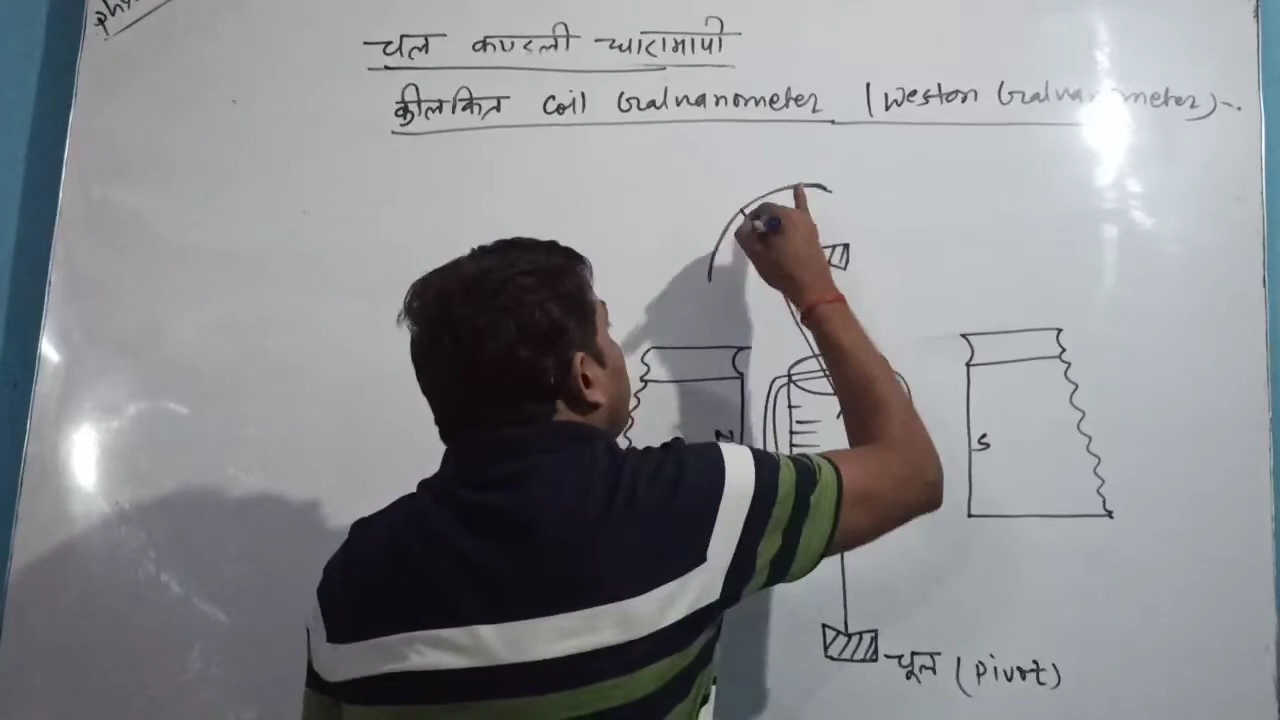 चल कुण्डली धारामापी
कीलकित coil Galvanometer (Weston Galvanometer)~.
N
S
चूल (pivot)